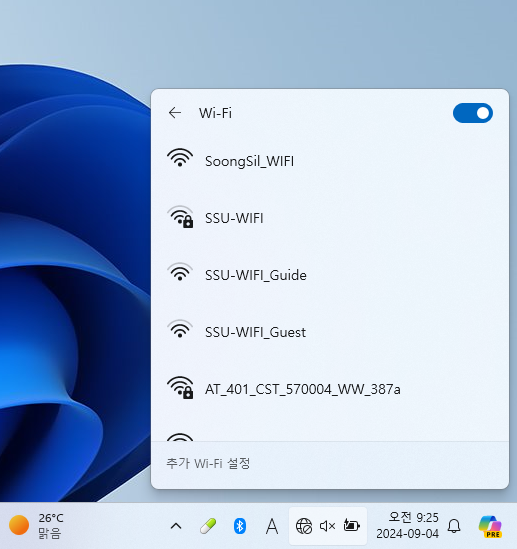 Wi-Fi
SoongSil_WIFI
SSU-WIFI
SSU-WIFI_Guide
SSU-WIFI_Guest
AT_401_CST_570004_WW_387a
추가 Wi-Fi 설정
26°C
맑음
A
오전 9:25
2024-09-04
PRE